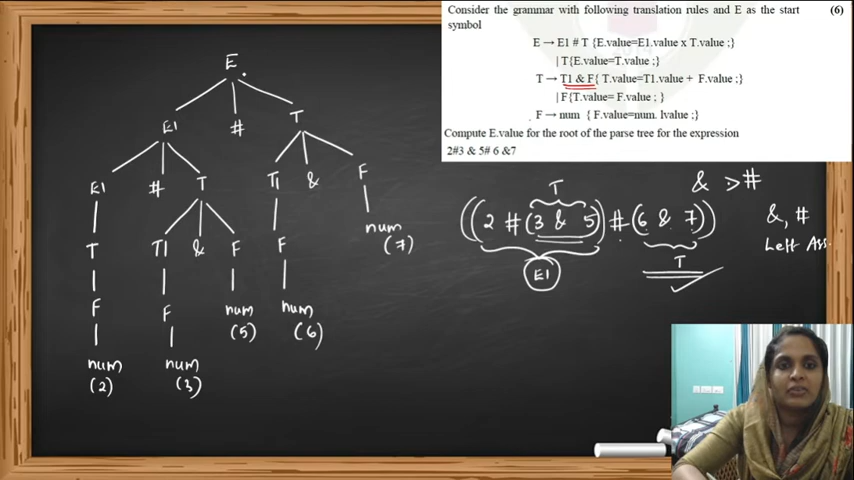 Consider the grammar with following translation rules and E as the start (6)
symbol
E → E1 # T {E.value=E1.value x T.value ;}
| T{E.value=T.value ;}
T → T1 & F{ T.value=T1.value + F.value ;}
| F{T.value= F.value ; }
F → num { F.value=num. lvalue ;}
Compute E.value for the root of the parse tree for the expression
2#3 & 5# 6 &7
E
E1 # T
E1 # T T1 & F
T T1 & F F num
(7)
F F num num
(5) (6)
num num
(2) (3)
& > #
T
((2 # (3 & 5)) # (6 & 7))
&, #
Left Ass.
E1
T